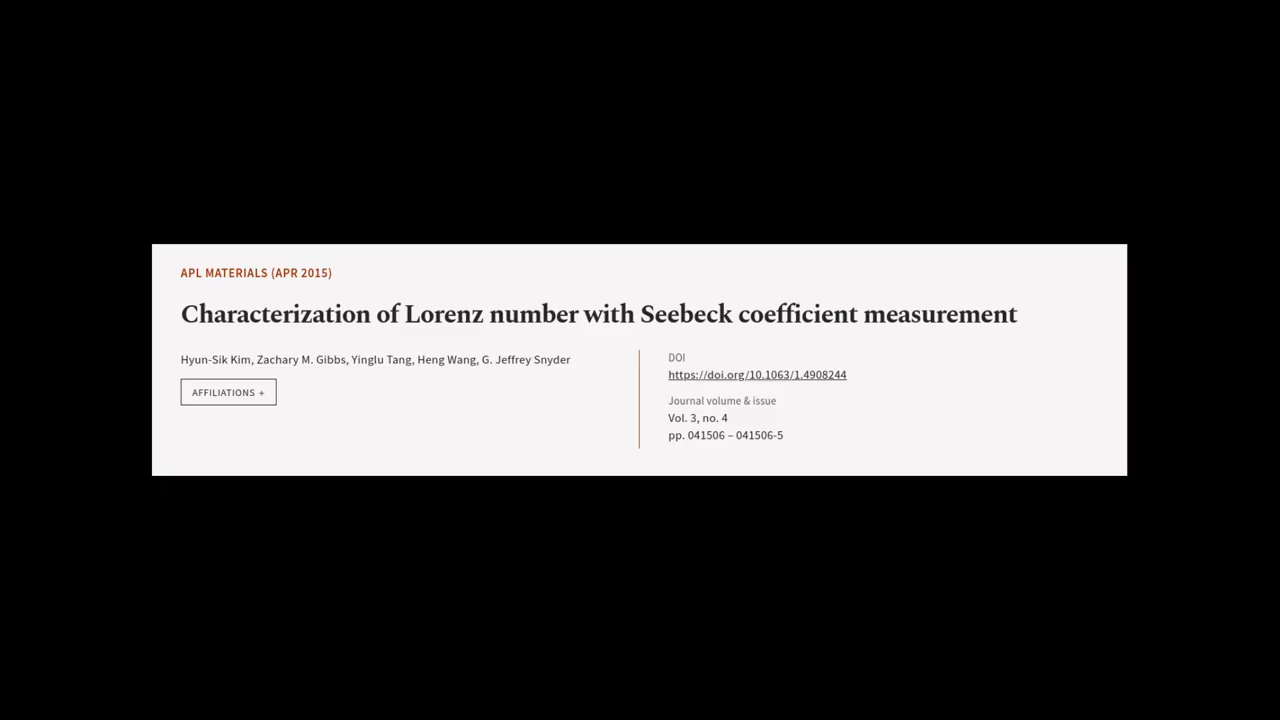 APL MATERIALS (APR 2015)
Characterization of Lorenz number with Seebeck coefficient measurement
Hyun-Sik Kim, Zachary M. Gibbs, Yinglu Tang, Heng Wang, G. Jeffrey Snyder
AFFILIATIONS +
DOI
https://doi.org/10.1063/1.4908244
Journal volume & issue
Vol. 3, no. 4
pp. 041506 – 041506-5